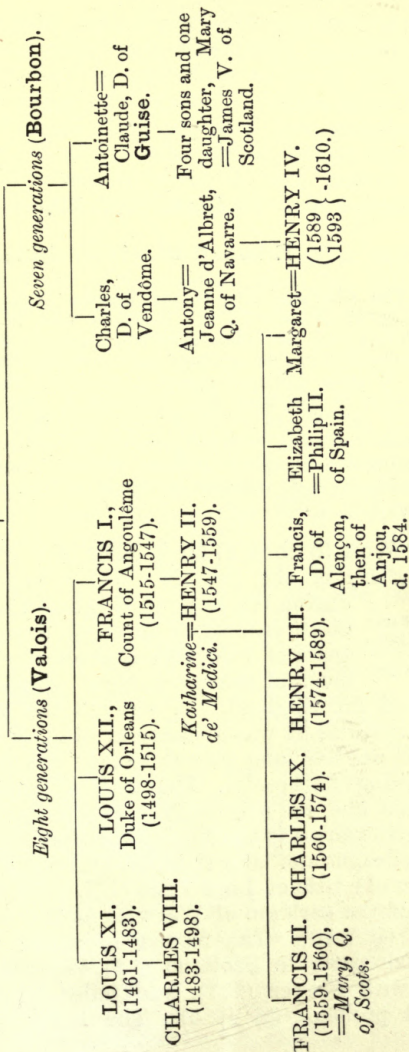 Eight generations (Valois).
Seven generations (Bourbon).
LOUIS XI.
(1461-1483).
CHARLES VIII.
(1483-1498).
LOUIS XII.,
Duke of Orleans
(1498-1515).
FRANCIS I.,
Count of Angoulême
(1515-1547).
Katharine=HENRY II.
de' Medici. (1547-1559).
Charles,
D. of
Vendôme.
Antony=
Jeanne d'Albret,
Q. of Navarre.
Antoinette=
Claude, D. of
Guise.
Four sons and one
daughter, Mary
=James V. of
Scotland.
FRANCIS II.
(1559-1560),
=Mary, Q.
of Scots.
CHARLES IX.
(1560-1574).
HENRY III.
(1574-1589).
Francis,
D. of
Alençon,
then of
Anjou,
d. 1584.
Elizabeth
=Philip II.
of Spain.
Margaret=HENRY IV.
(1589
1593 } -1610.)